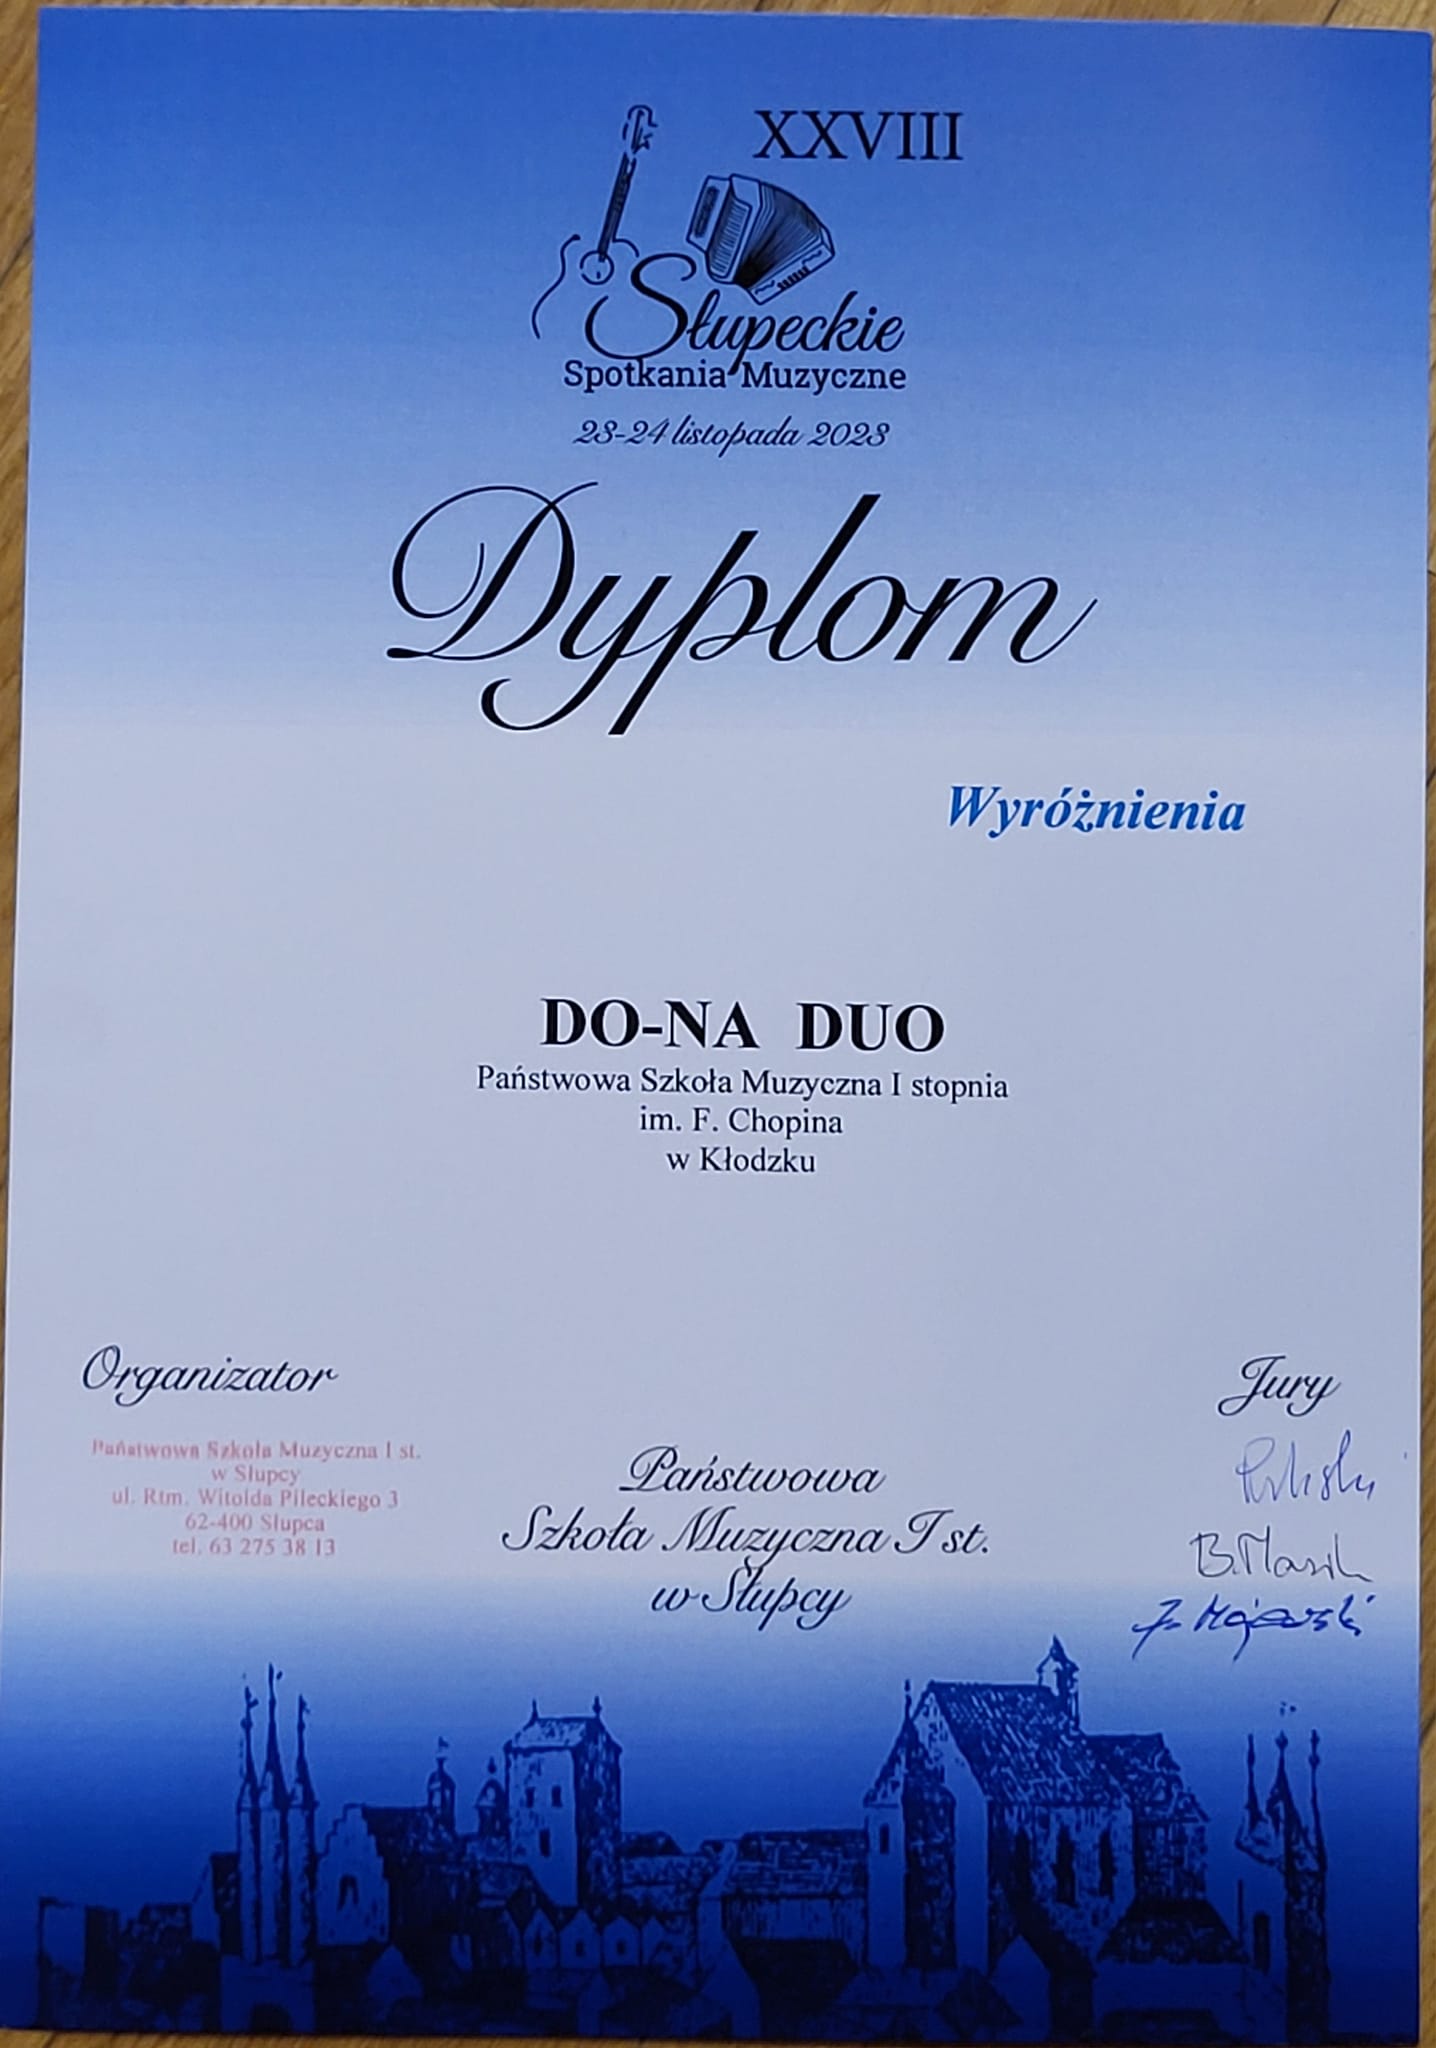 XXVIII
Słupeckie
Spotkania Muzyczne
23-24 listopada 2023
Dyplom
Wyróżnienia
DO-NA DUO
Państwowa Szkoła Muzyczna I stopnia
im. F. Chopina
w Kłodzku
Organizator
Państwowa Szkoła Muzyczna I st.
w Słupcy
ul. Rtm. Witolda Pileckiego 3
62-400 Słupca
tel. 63 275 38 13
Państwowa
Szkoła Muzyczna I st.
w Słupcy
Jury